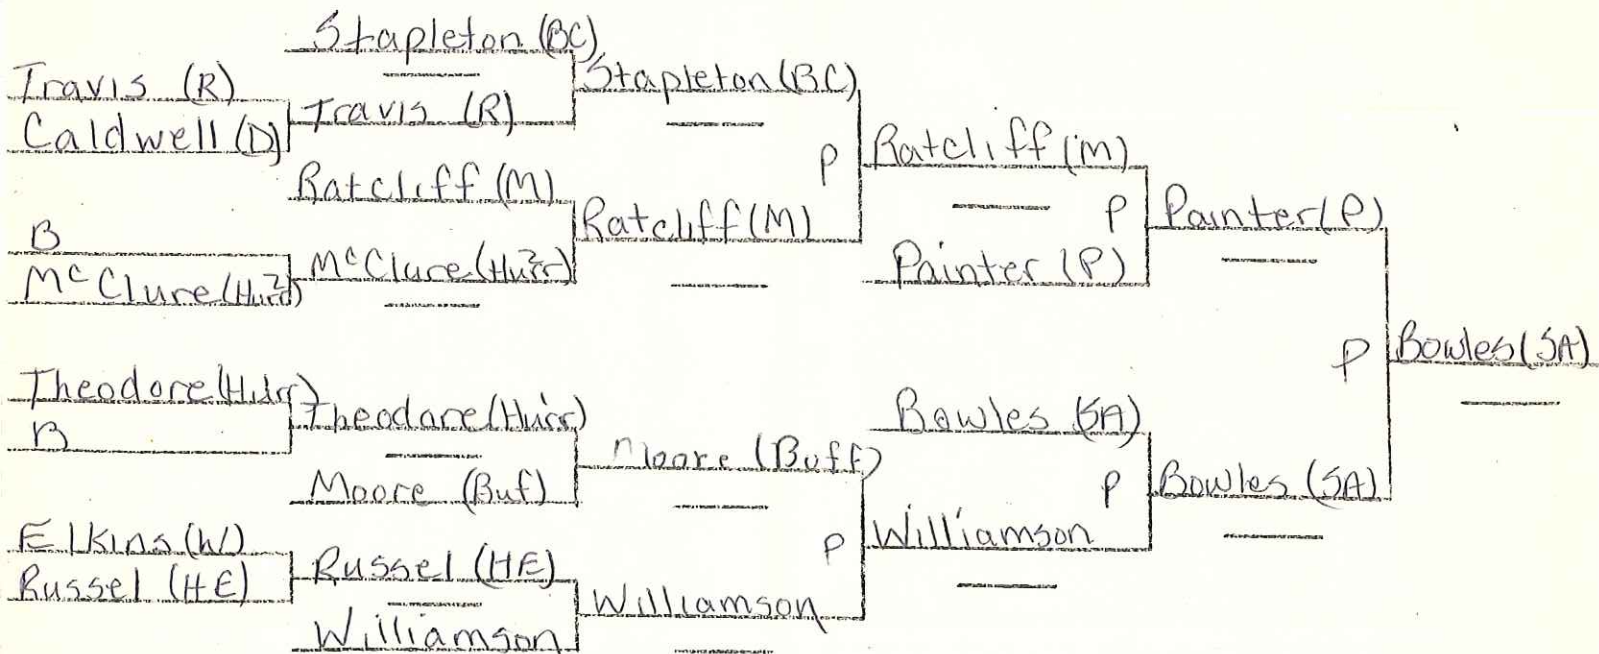 Stapleton (BC)
Travis (R)
Stapleton (BC)
Caldwell (D)
Travis (R)
P
Ratcliff (M)
Ratcliff (M)
B
Ratcliff (M)
P
Painter (P)
McClure
McClure
Painter (P)
Theodore
Theodore (Hurr)
Bowles (SA)
P
Bowles (SA)
B
Moore (Buff)
Moore (Buf)
P
Bowles (SA)
Elkins (W)
Russel (HE)
P
Williamson
Russel (HE)
Williamson
Williamson